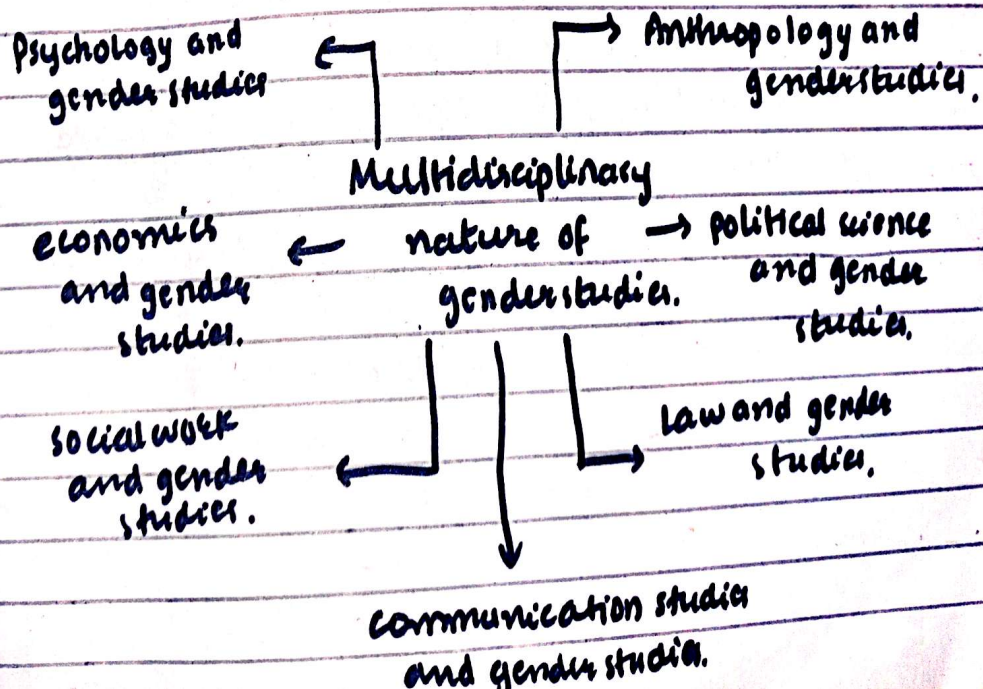 Psychology and
gender studies
Anthropology and
genderstudies.
Multidisciplinary
nature of
genderstudies.
economics
and gender
studies.
political science
and gender
studies.
social work
and gender
studies.
law and gender
studies.
communication studies
and gender studies.